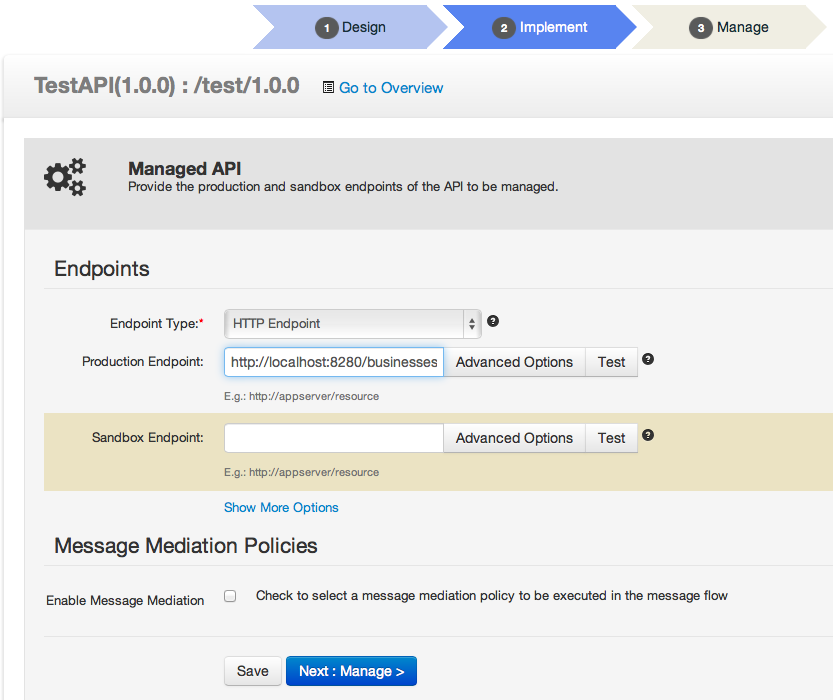 1 Design 2 Implement 3 Manage
TestAPI(1.0.0) : /test/1.0.0 Go to Overview
Managed API
Provide the production and sandbox endpoints of the API to be managed.
Endpoints
Endpoint Type:* HTTP Endpoint ?
Production Endpoint: http://localhost:8280/businesses Advanced Options Test ?
E.g.: http://appserver/resource
Sandbox Endpoint: Advanced Options Test ?
E.g.: http://appserver/resource
Show More Options
Message Mediation Policies
Enable Message Mediation Check to select a message mediation policy to be executed in the message flow
Save Next : Manage >